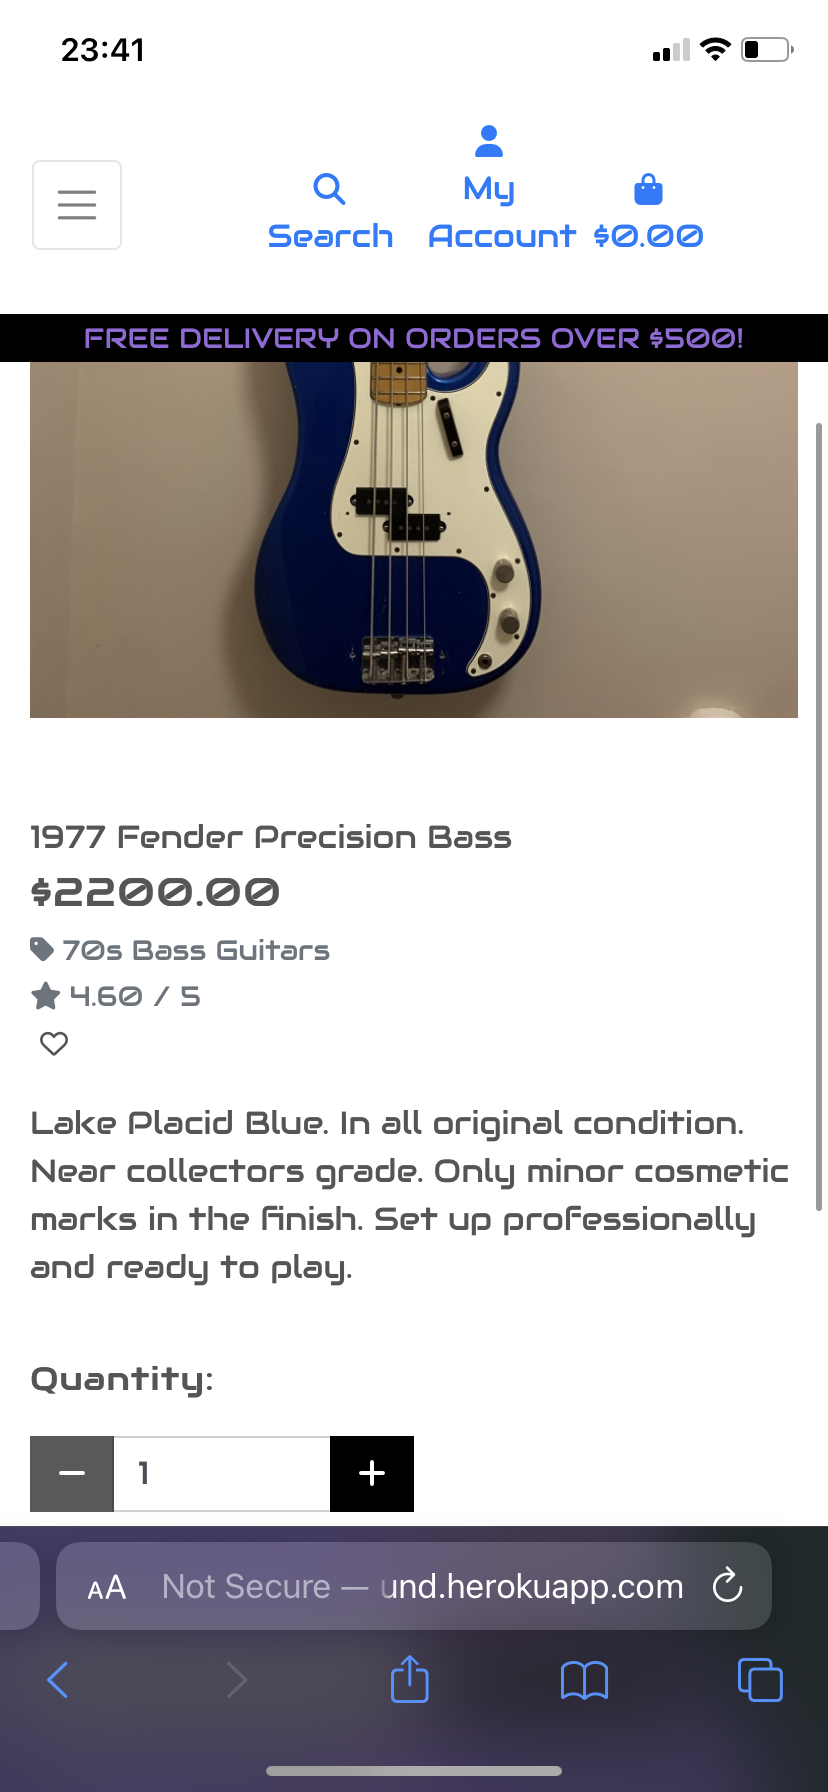 23:41
My
Search Account $0.00
FREE DELIVERY ON ORDERS OVER $500!
1977 Fender Precision Bass
$2200.00
70s Bass Guitars
4.60 / 5
Lake Placid Blue. In all original condition.
Near collectors grade. Only minor cosmetic
marks in the finish. Set up professionally
and ready to play.
Quantity:
− 1 +
AA Not Secure — und.herokuapp.com